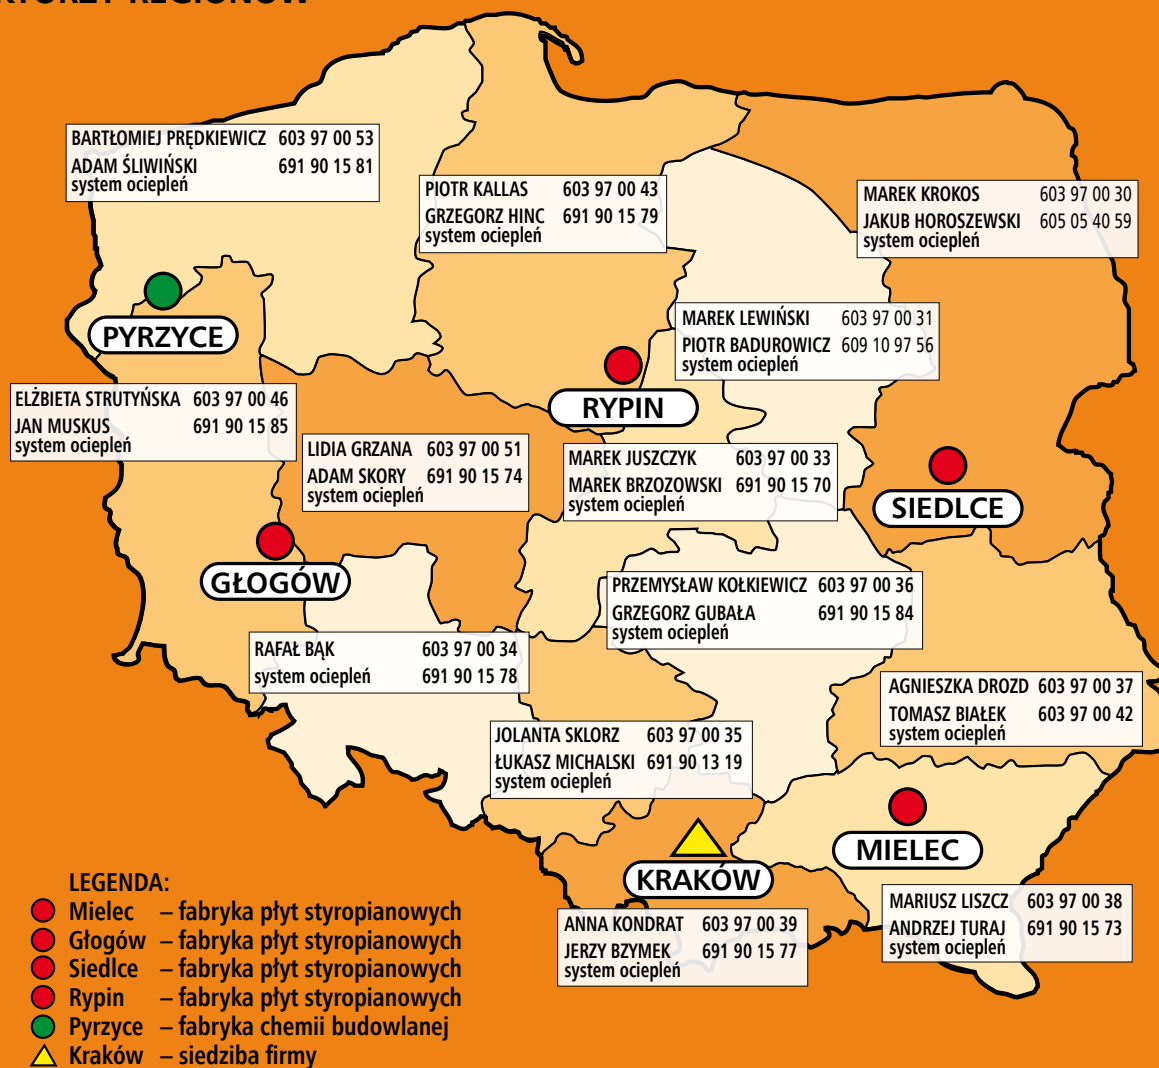 BARTŁOMIEJ PRĘDKIEWICZ 603 97 00 53
ADAM ŚLIWIŃSKI 691 90 15 81
system ociepleń
PIOTR KALLAS 603 97 00 43
GRZEGORZ HINC 691 90 15 79
system ociepleń
MAREK KROKOS 603 97 00 30
JAKUB HOROSZEWSKI 605 05 40 59
system ociepleń
PYRZYCE
MAREK LEWIŃSKI 603 97 00 31
PIOTR BADUROWICZ 609 10 97 56
system ociepleń
RYPIN
ELŻBIETA STRUTYŃSKA 603 97 00 46
JAN MUSKUS 691 90 15 85
system ociepleń
LIDIA GRZANA 603 97 00 51
ADAM SKORY 691 90 15 74
system ociepleń
MAREK JUSZCZYK 603 97 00 33
MAREK BRZOZOWSKI 691 90 15 70
system ociepleń
SIEDLCE
GŁOGÓW
PRZEMYSŁAW KOŁKIEWICZ 603 97 00 36
GRZEGORZ GUBAŁA 691 90 15 84
system ociepleń
RAFAŁ BĄK 603 97 00 34
system ociepleń 691 90 15 78
AGNIESZKA DROZD 603 97 00 37
TOMASZ BIAŁEK 603 97 00 42
system ociepleń
JOLANTA SKLORZ 603 97 00 35
ŁUKASZ MICHALSKI 691 90 13 19
system ociepleń
MIELEC
KRAKÓW
MARIUSZ LISZCZ 603 97 00 38
ANDRZEJ TURAJ 691 90 15 73
system ociepleń
ANNA KONDRAT 603 97 00 39
JERZY BZYMEK 691 90 15 77
system ociepleń
LEGENDA:
Mielec – fabryka płyt styropianowych
Głogów – fabryka płyt styropianowych
Siedlce – fabryka płyt styropianowych
Rypin – fabryka płyt styropianowych
Pyrzyce – fabryka chemii budowlanej
Kraków – siedziba firmy